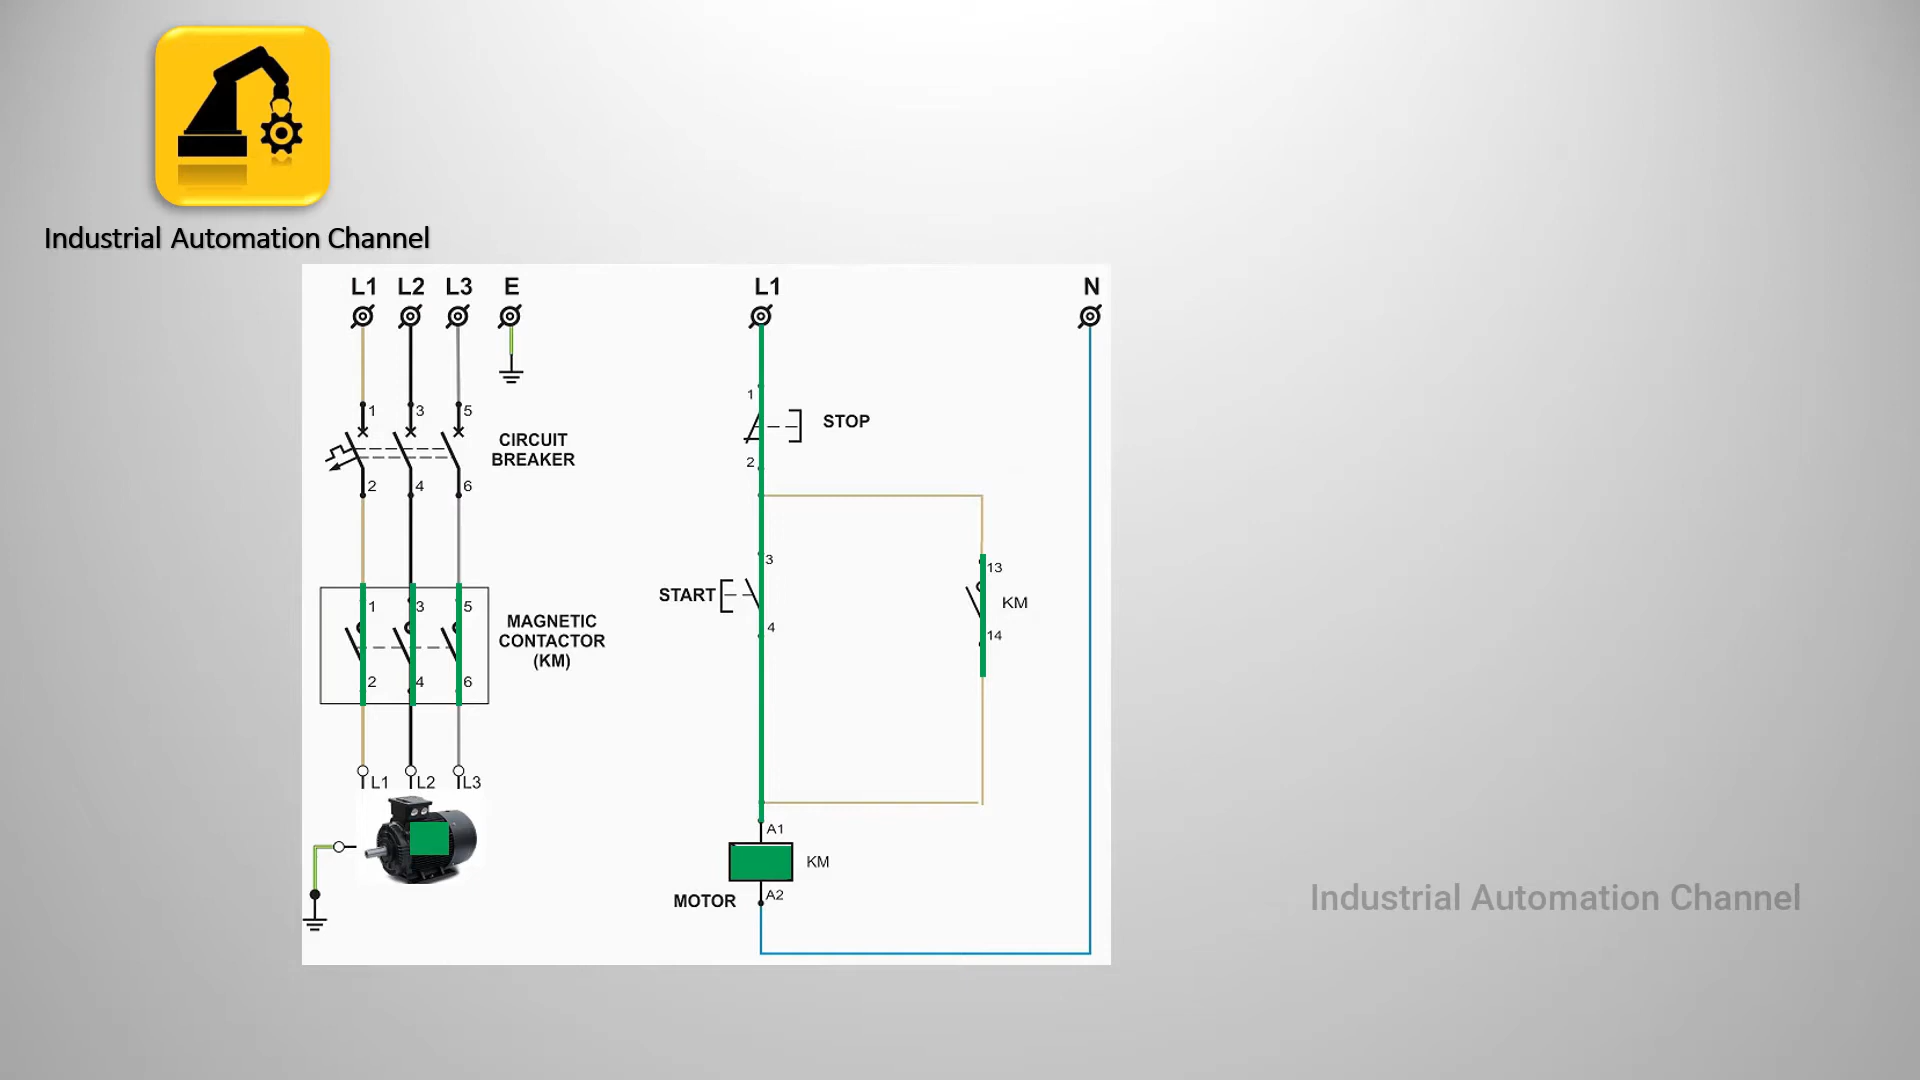 Industrial Automation Channel
L1 L2 L3 E L1 N
1 3 5
1
STOP
CIRCUIT
BREAKER
2
2 4 6
3
13
START
KM
1 3 5
MAGNETIC
CONTACTOR
(KM)
4
14
2 4 6
L1 L2 L3
A1
KM
A2
MOTOR
Industrial Automation Channel